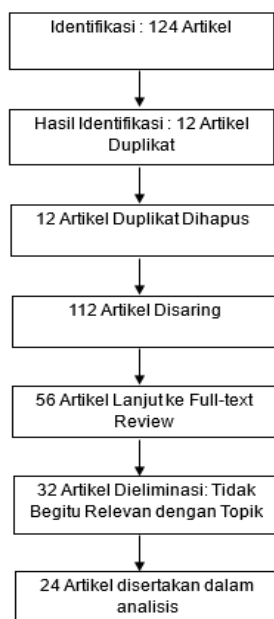 Identifikasi : 124 Artikel
Hasil Identifikasi : 12 Artikel
Duplikat
12 Artikel Duplikat Dihapus
112 Artikel Disaring
56 Artikel Lanjut ke Full-text
Review
32 Artikel Dieliminasi: Tidak
Begitu Relevan dengan Topik
24 Artikel disertakan dalam
analisis